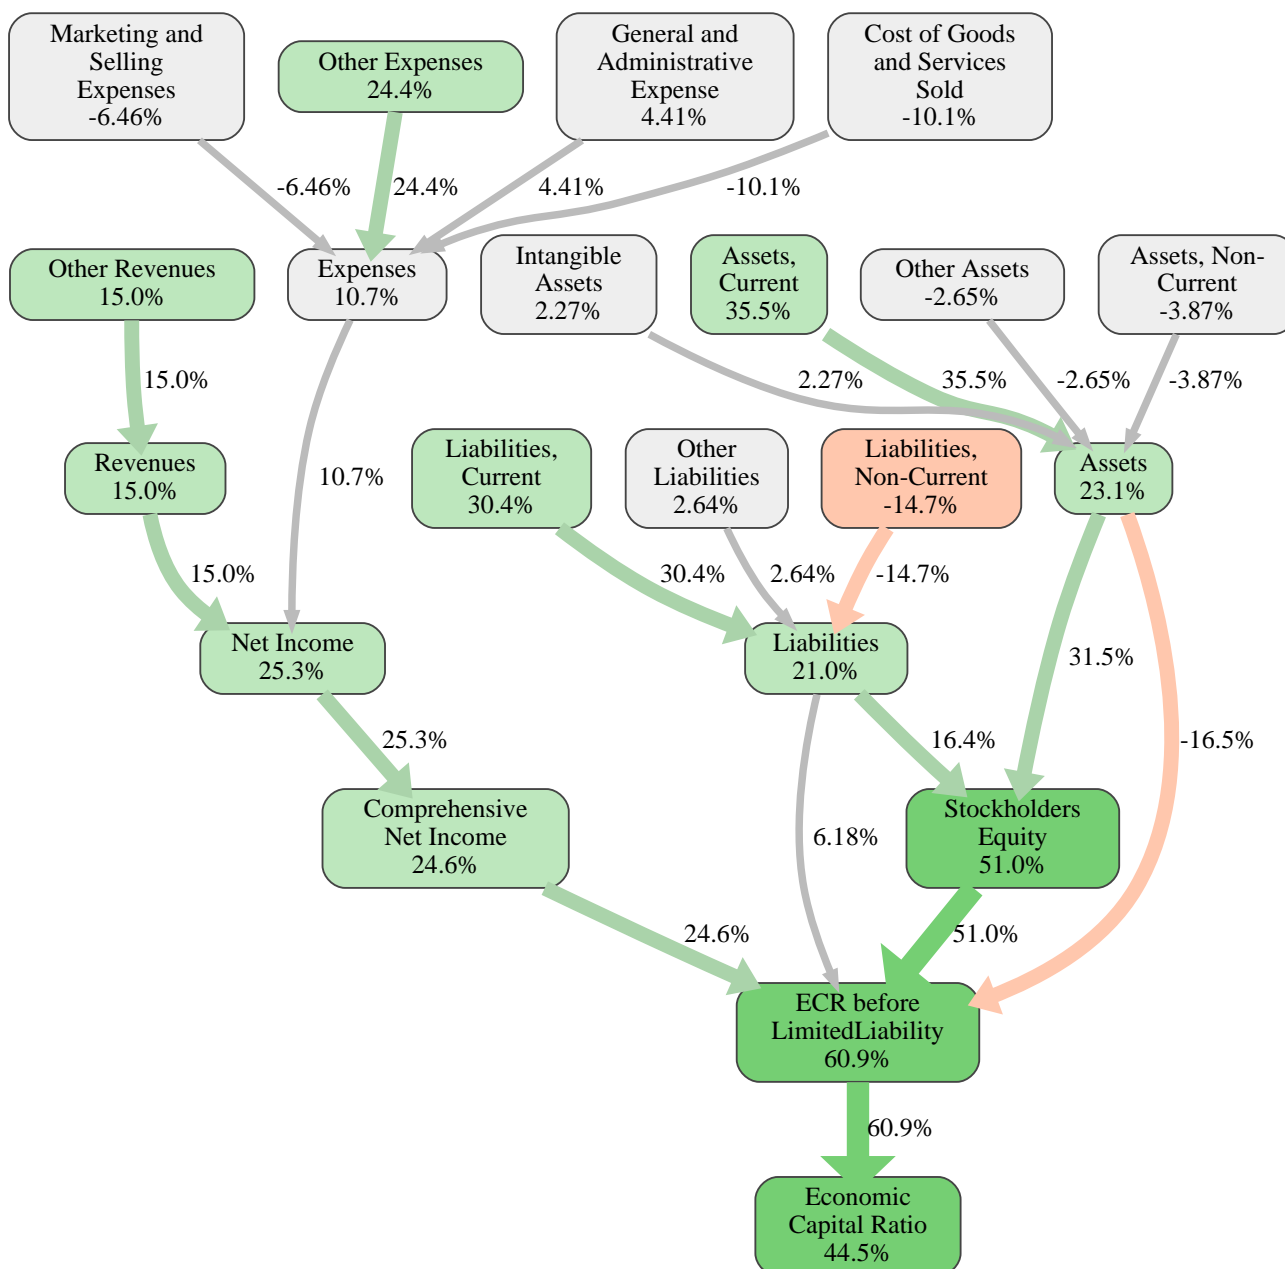 Marketing and
Selling
Expenses
-6.46%
Other Expenses
24.4%
General and
Administrative
Expense
4.41%
Cost of Goods
and Services
Sold
-10.1%
-6.46%
24.4%
4.41%
-10.1%
Other Revenues
15.0%
Expenses
10.7%
Intangible
Assets
2.27%
Assets,
Current
35.5%
Other Assets
-2.65%
Assets, Non-
Current
-3.87%
15.0%
2.27%
35.5%
-2.65%
-3.87%
Revenues
15.0%
10.7%
Liabilities,
Current
30.4%
Other
Liabilities
2.64%
Liabilities,
Non-Current
-14.7%
Assets
23.1%
15.0%
30.4%
2.64%
-14.7%
Net Income
25.3%
Liabilities
21.0%
31.5%
25.3%
16.4%
-16.5%
Comprehensive
Net Income
24.6%
6.18%
Stockholders
Equity
51.0%
24.6%
51.0%
ECR before
LimitedLiability
60.9%
60.9%
Economic
Capital Ratio
44.5%